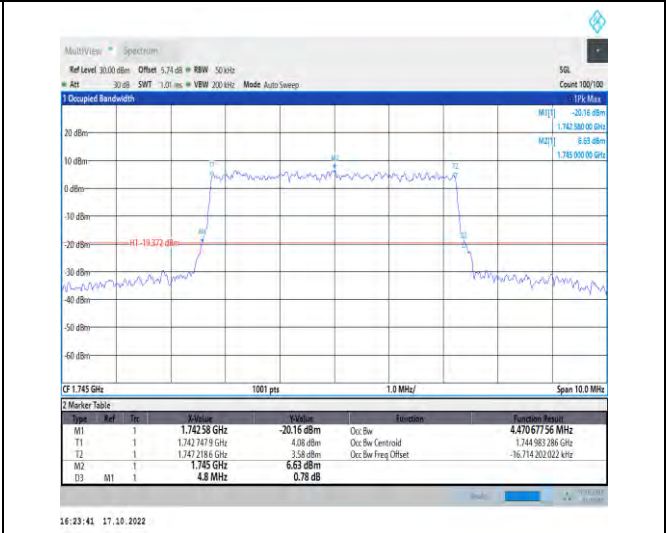 MultiView Spectrum
Ref Level 30.00 dBm Offset 5.74 dB RBW 50 kHz SGL
Att 30 dB SWT 1.01 ms VBW 200 kHz Mode Auto Sweep Count 100/100
1 Occupied Bandwidth 1Pk Max
M1[1] -20.16 dBm
1.742 580 00 GHz
M2[1] 6.63 dBm
1.745 000 00 GHz
20 dBm
10 dBm
T1 M2 T2
0 dBm
-10 dBm
M1 D3
-20 dBm H1 -19.372 dBm
-30 dBm
-40 dBm
-50 dBm
-60 dBm
CF 1.745 GHz 1001 pts 1.0 MHz/ Span 10.0 MHz
2 Marker Table
Type Ref Trc X-Value Y-Value Function Function Result
M1 1 1.742 58 GHz -20.16 dBm Occ Bw 4.470 677 56 MHz
T1 1 1.742 747 9 GHz 4.08 dBm Occ Bw Centroid 1.744 983 286 GHz
T2 1 1.747 218 6 GHz 3.58 dBm Occ Bw Freq Offset -16.714 202 022 kHz
M2 1 1.745 GHz 6.63 dBm
D3 M1 1 4.8 MHz 0.78 dB
16:23:41 17.10.2022